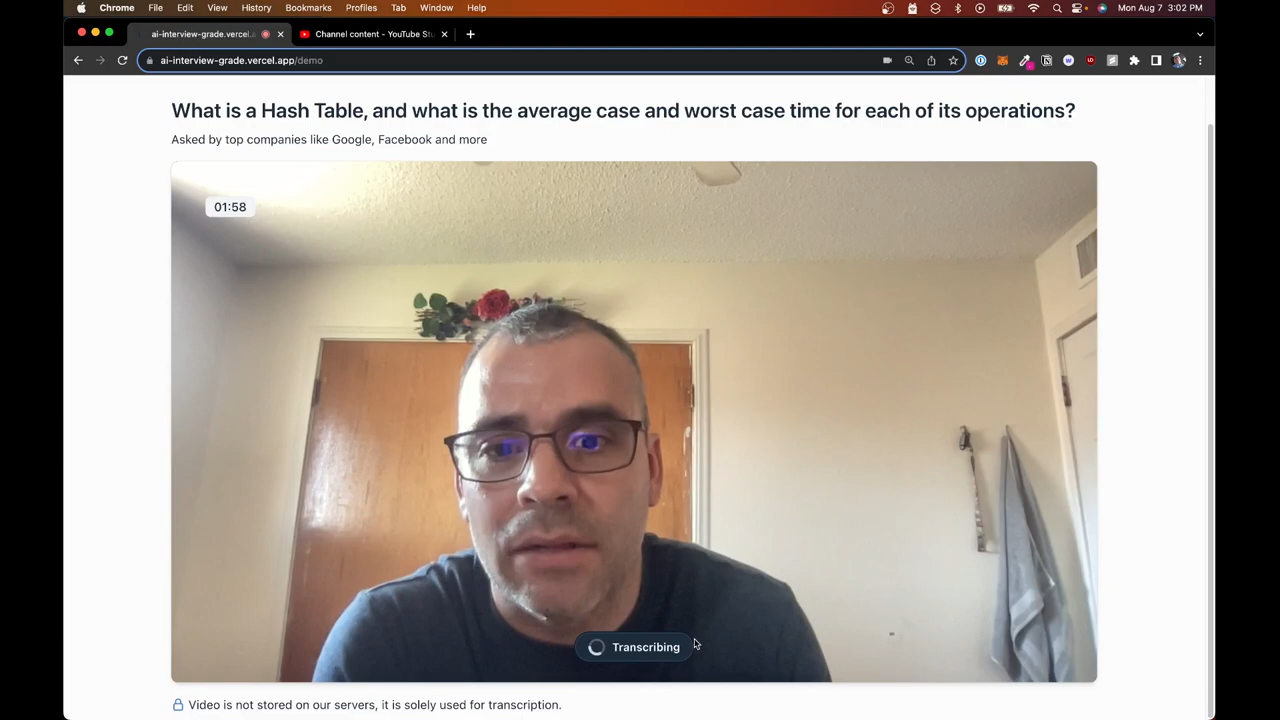 Chrome File Edit View History Bookmarks Profiles Tab Window Help Mon Aug 7 3:02 PM
ai-interview-grade.vercel.a Channel content - YouTube Stu
ai-interview-grade.vercel.app/demo
What is a Hash Table, and what is the average case and worst case time for each of its operations?
Asked by top companies like Google, Facebook and more
01:58
Transcribing
Video is not stored on our servers, it is solely used for transcription.